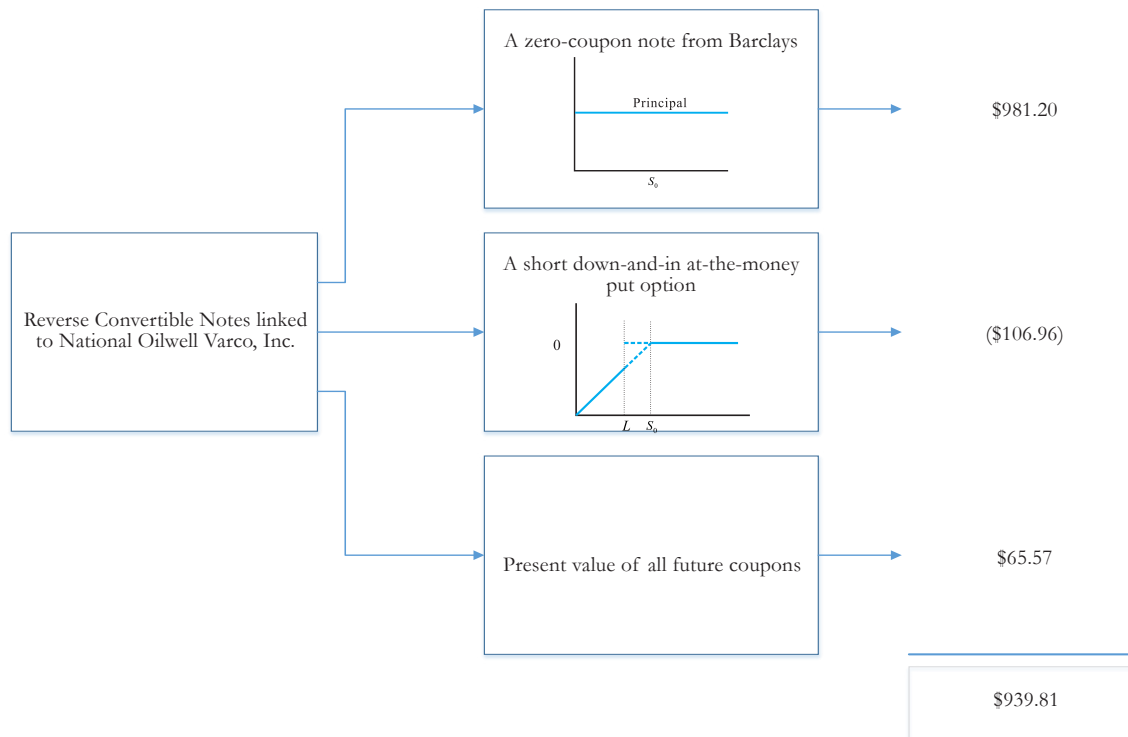 A zero-coupon note from Barclays
Principal
S₀
$981.20
Reverse Convertible Notes linked
to National Oilwell Varco, Inc.
A short down-and-in at-the-money
put option
0
L S₀
($106.96)
Present value of all future coupons
$65.57
$939.81